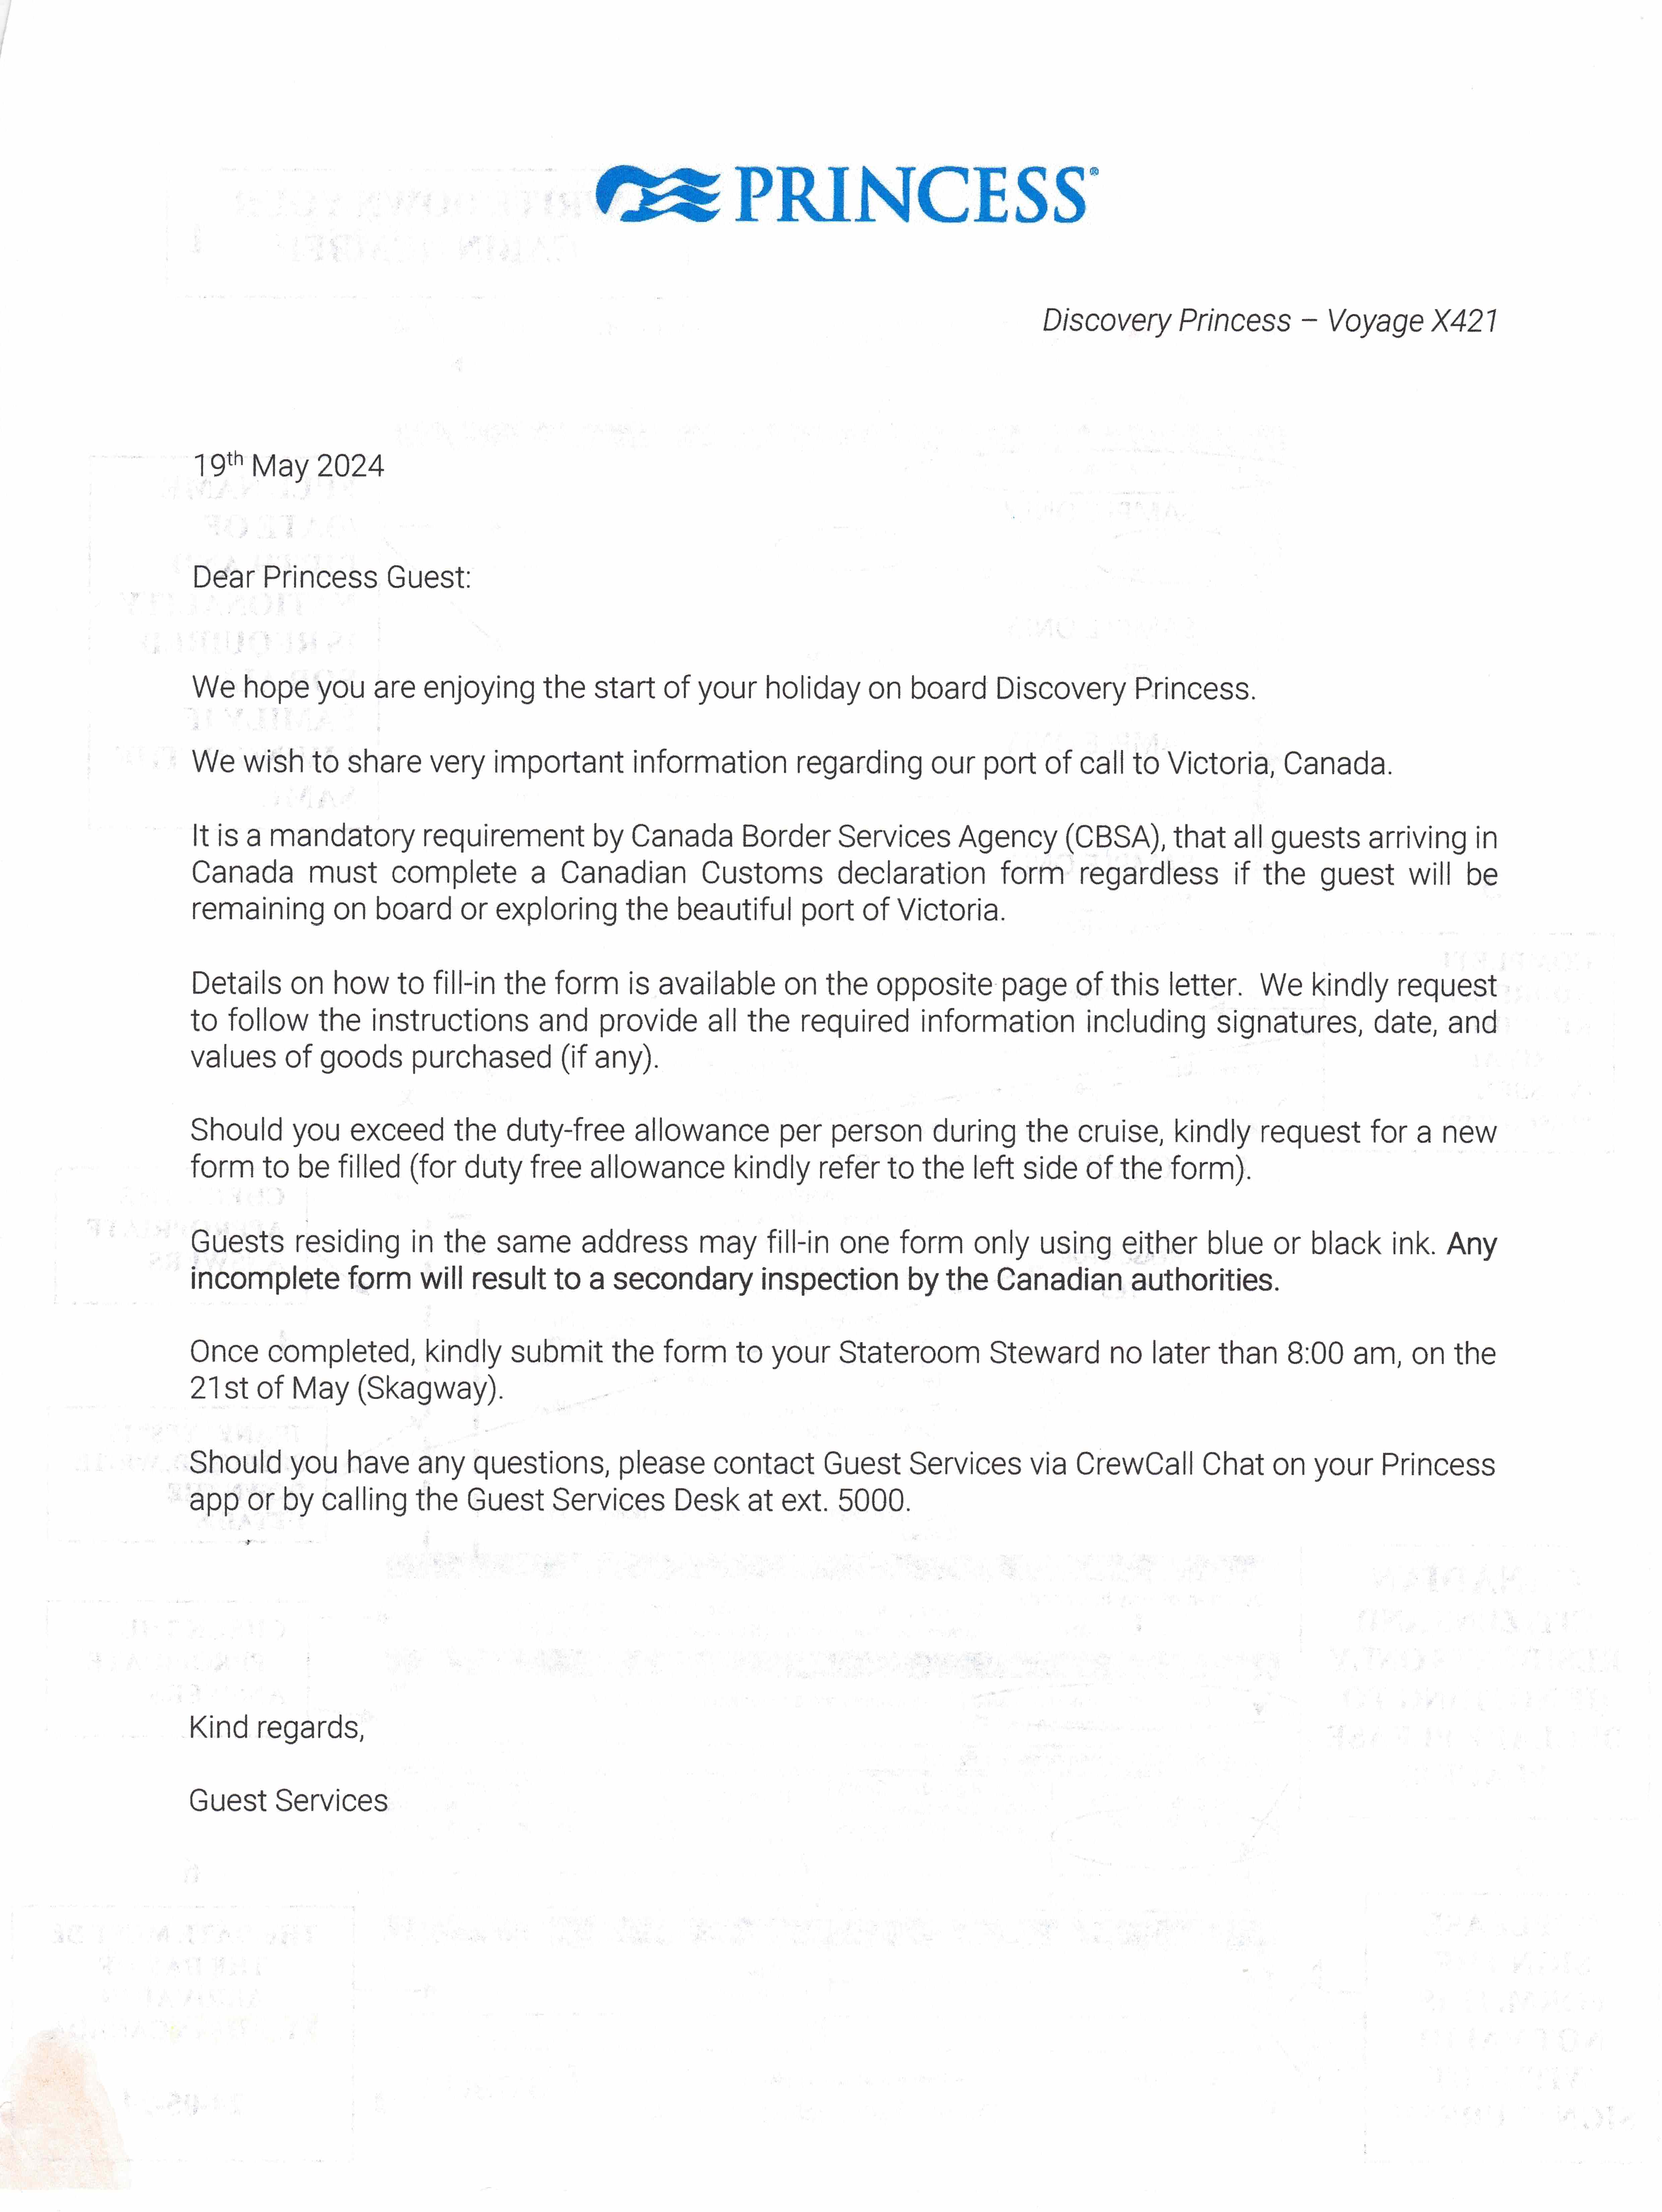 PRINCESS®
Discovery Princess – Voyage X421
19th May 2024
Dear Princess Guest:
We hope you are enjoying the start of your holiday on board Discovery Princess.
We wish to share very important information regarding our port of call to Victoria, Canada.
It is a mandatory requirement by Canada Border Services Agency (CBSA), that all guests arriving in
Canada must complete a Canadian Customs declaration form regardless if the guest will be
remaining on board or exploring the beautiful port of Victoria.
Details on how to fill-in the form is available on the opposite page of this letter. We kindly request
to follow the instructions and provide all the required information including signatures, date, and
values of goods purchased (if any).
Should you exceed the duty-free allowance per person during the cruise, kindly request for a new
form to be filled (for duty free allowance kindly refer to the left side of the form).
Guests residing in the same address may fill-in one form only using either blue or black ink. Any
incomplete form will result to a secondary inspection by the Canadian authorities.
Once completed, kindly submit the form to your Stateroom Steward no later than 8:00 am, on the
21st of May (Skagway).
Should you have any questions, please contact Guest Services via CrewCall Chat on your Princess
app or by calling the Guest Services Desk at ext. 5000.
Kind regards,
Guest Services